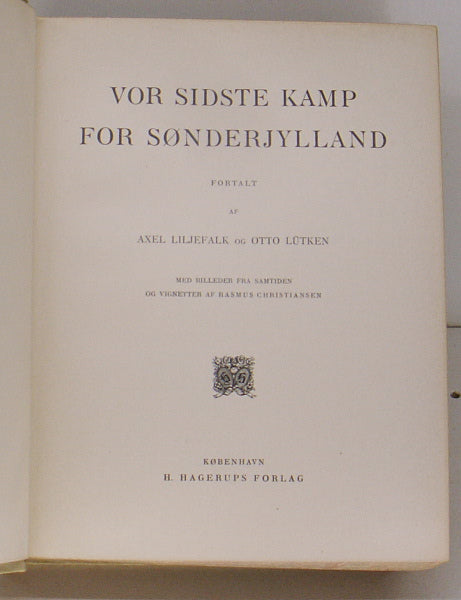 VOR SIDSTE KAMP
FOR SØNDERJYLLAND
FORTALT
AF
AXEL LILJEFALK OG OTTO LÜTKEN
MED BILLEDER FRA SAMTIDEN
OG VIGNETTER AF RASMUS CHRISTIANSEN
KØBENHAVN
H. HAGERUPS FORLAG